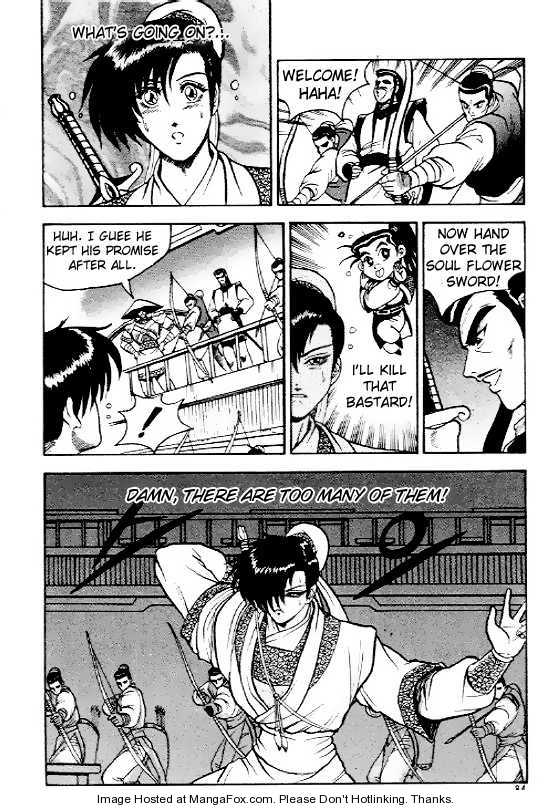 WHAT'S GOING ON?...
WELCOME!
HAHA!
HUH. I GUEE HE
KEPT HIS PROMISE
AFTER ALL.
!
I'LL KILL
THAT
BASTARD!
NOW HAND
OVER THE
SOUL FLOWER
SWORD!
DAMN, THERE ARE TOO MANY OF THEM!
Image Hosted at MangaFox.com. Please Don't Hotlinking. Thanks.